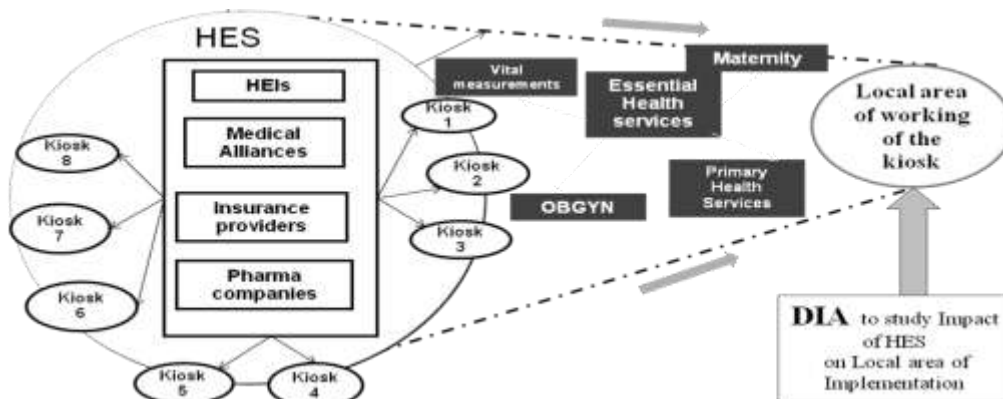 HES
HEIs
Medical
Alliances
Insurance
providers
Pharma
companies
Kiosk
1
Kiosk
2
Kiosk
3
Kiosk
4
Kiosk
5
Kiosk
6
Kiosk
7
Kiosk
8
Vital
measurements
Essential
Health
services
Maternity
OBGYN
Primary
Health
Services
Local area
of working
of the
kiosk
DIA to study Impact
of HES
on Local area of
Implementation